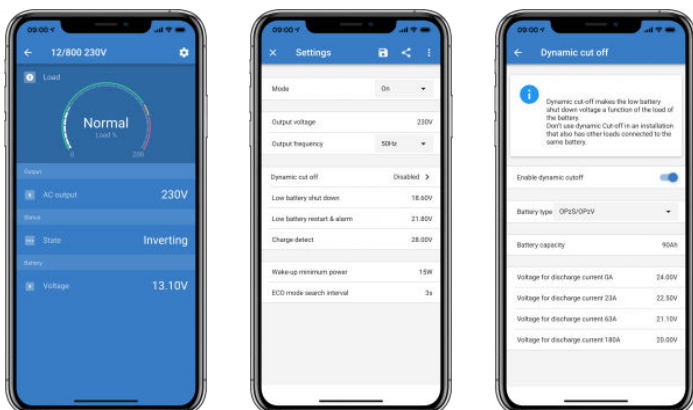 09:00
12/800 230V
Load
Normal
Load %
0
200
Output
AC output
230V
Status
State
Inverting
Battery
Voltage
13.10V
09:00
Settings
Mode
On
Output voltage
230V
Output frequency
50Hz
Dynamic cut off
Disabled
Low battery shut down
18.60V
Low battery restart & alarm
21.80V
Charge detect
28.00V
Wake-up minimum power
15W
ECO mode search interval
3s
09:00
Dynamic cut off
Dynamic cut-off makes the low battery
shut down voltage a function of the load of
the battery.
Don't use dynamic Cut-off in an installation
that also has other loads connected to the
same battery.
Enable dynamic cutoff
Battery type
OPzS/OPzV
Battery capacity
90Ah
Voltage for discharge current 0A
24.00V
Voltage for discharge current 23A
22.50V
Voltage for discharge current 63A
21.10V
Voltage for discharge current 180A
20.00V